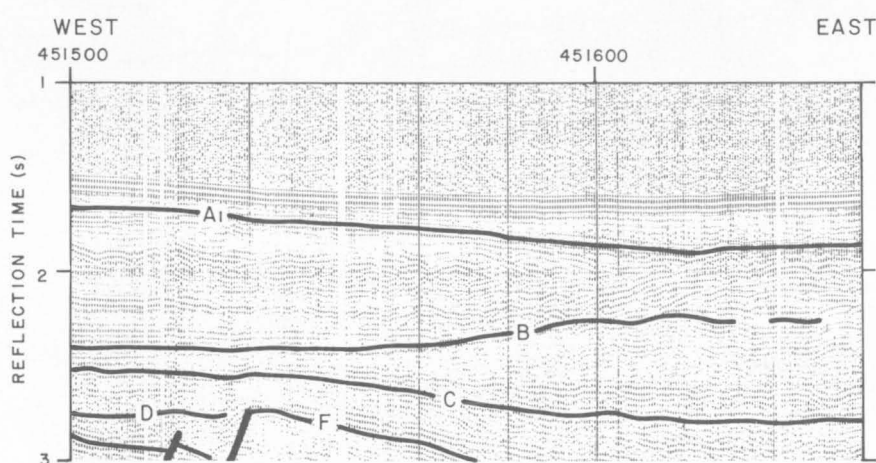 WEST EAST
451500 451600
1
A1
2
REFLECTION TIME (s)
B
C
D F
3